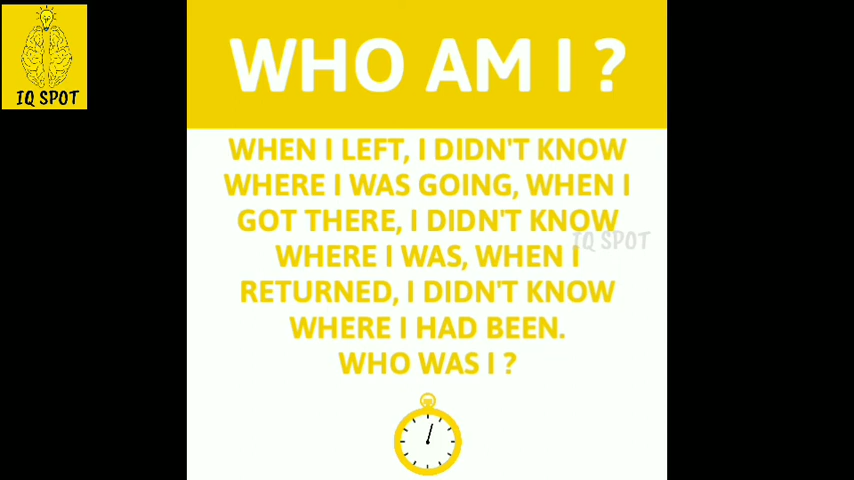 IQ SPOT
WHO AM I ?
WHEN I LEFT, I DIDN'T KNOW
WHERE I WAS GOING, WHEN I
GOT THERE, I DIDN'T KNOW
IQ SPOT
WHERE I WAS, WHEN I
RETURNED, I DIDN'T KNOW
WHERE I HAD BEEN.
WHO WAS I ?